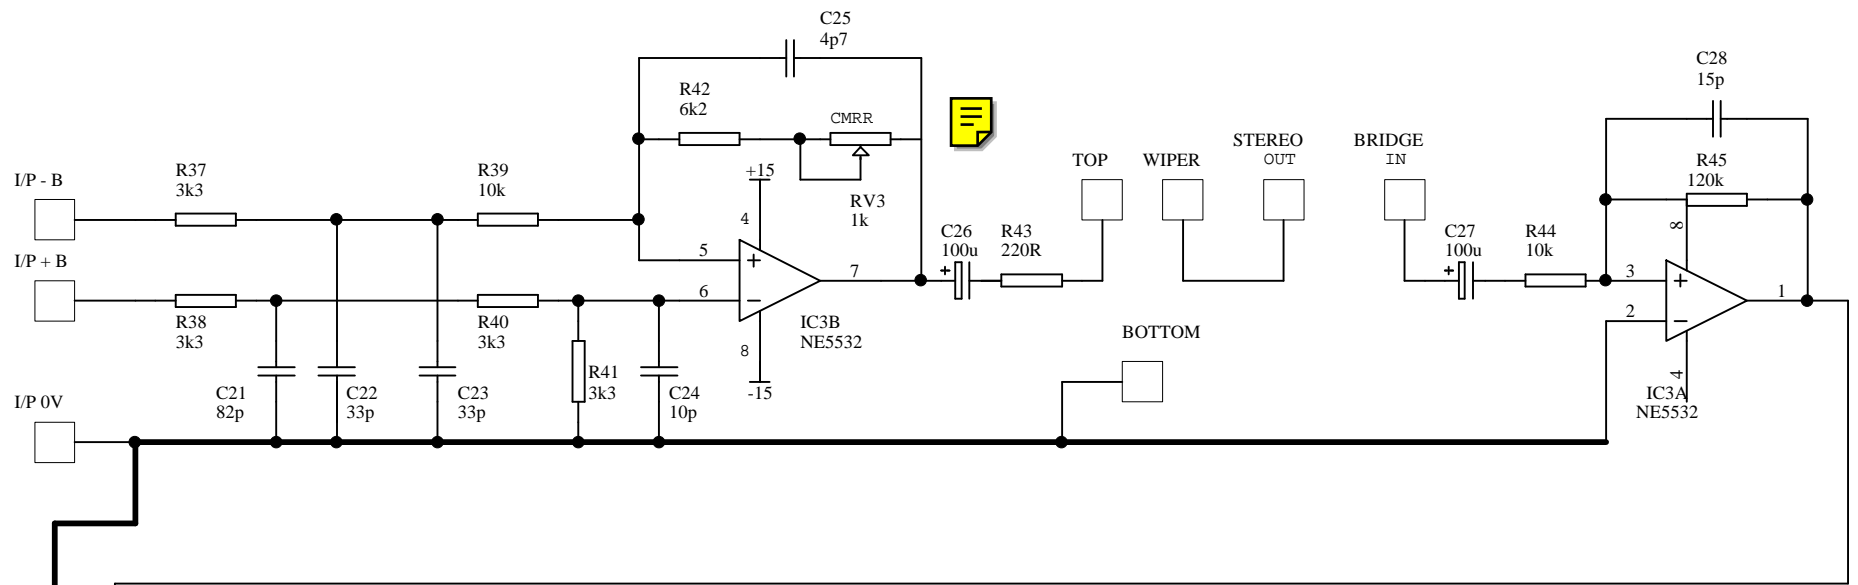 C25
4p7
C28
15p
R42
6k2
CMRR
RV3
1k
+15
4
R37
3k3
R39
10k
I/P - B
I/P + B
R38
3k3
R40
3k3
5
6
7
IC3B
NE5532
8
-15
C26
100u
+
R43
220R
TOP
WIPER
STEREO
OUT
BRIDGE
IN
BOTTOM
C27
100u
+
R44
10k
R45
120k
8
3
2
1
4
IC3A
NE5532
C21
82p
C22
33p
C23
33p
R41
3k3
C24
10p
I/P 0V